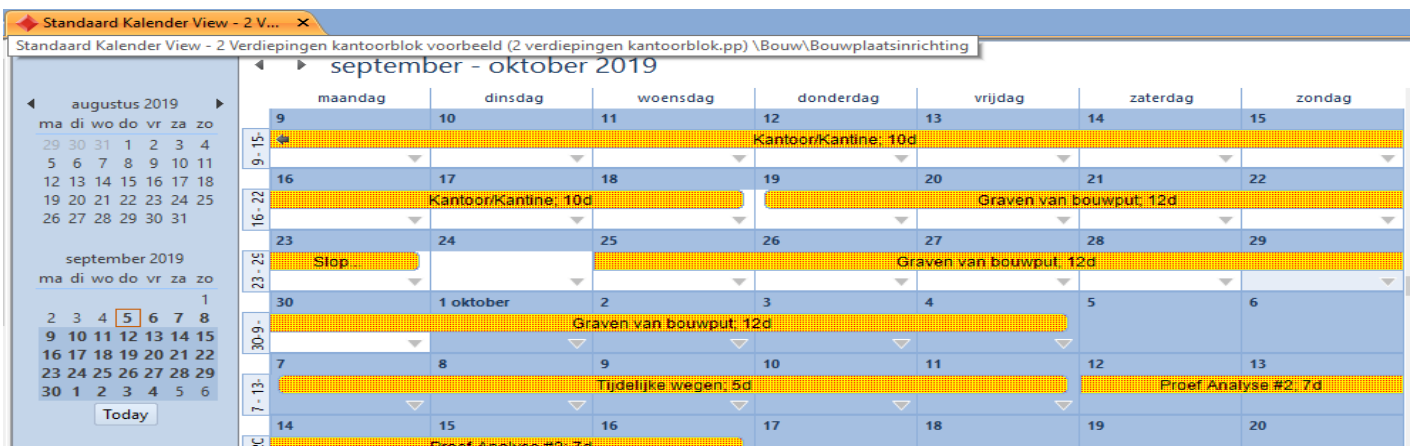 Standaard Kalender View - 2 V... ×
Standaard Kalender View - 2 Verdiepingen kantoorblok voorbeeld (2 verdiepingen kantoorblok.pp) \Bouw\Bouwplaatsinrichting
september - oktober 2019
augustus 2019
ma di wo do vr za zo
29 30 31 1 2 3 4
5 6 7 8 9 10 11
12 13 14 15 16 17 18
19 20 21 22 23 24 25
26 27 28 29 30 31
september 2019
ma di wo do vr za zo
1
2 3 4 5 6 7 8
9 10 11 12 13 14 15
16 17 18 19 20 21 22
23 24 25 26 27 28 29
30 1 2 3 4 5 6
Today
maandag dinsdag woensdag donderdag vrijdag zaterdag zondag
9 - 15-
9 10 11 12 13 14 15
Kantoor/Kantine; 10d
16 - 22
16 17 18 19 20 21 22
Kantoor/Kantine; 10d Graven van bouwput; 12d
23 - 29
23 24 25 26 27 28 29
Slop... Graven van bouwput; 12d
30-9 -
30 1 oktober 2 3 4 5 6
Graven van bouwput; 12d
7 - 13-
7 8 9 10 11 12 13
Tijdelijke wegen; 5d Proef Analyse #2; 7d
14 15 16 17 18 19 20
Proef Analyse #2; 7d